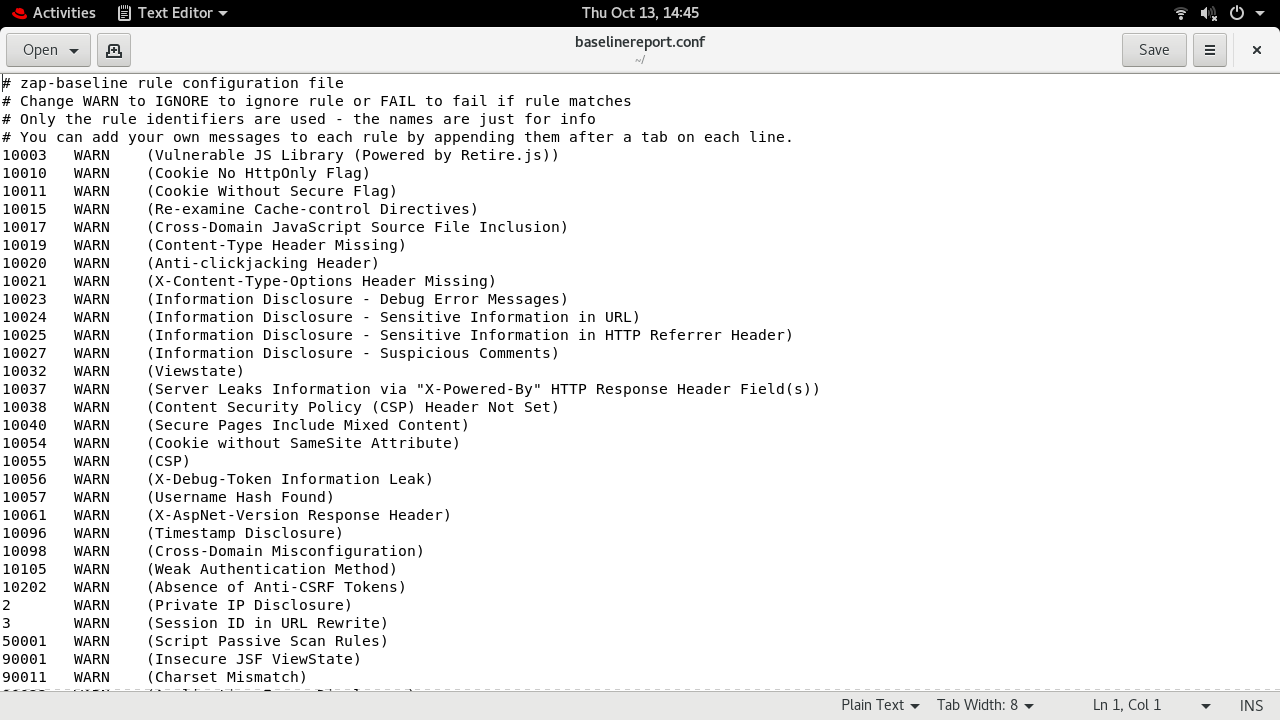 Activities Text Editor Thu Oct 13, 14:45
Open baselinereport.conf Save
~/
# zap-baseline rule configuration file
# Change WARN to IGNORE to ignore rule or FAIL to fail if rule matches
# Only the rule identifiers are used - the names are just for info
# You can add your own messages to each rule by appending them after a tab on each line.
10003	WARN	(Vulnerable JS Library (Powered by Retire.js))
10010	WARN	(Cookie No HttpOnly Flag)
10011	WARN	(Cookie Without Secure Flag)
10015	WARN	(Re-examine Cache-control Directives)
10017	WARN	(Cross-Domain JavaScript Source File Inclusion)
10019	WARN	(Content-Type Header Missing)
10020	WARN	(Anti-clickjacking Header)
10021	WARN	(X-Content-Type-Options Header Missing)
10023	WARN	(Information Disclosure - Debug Error Messages)
10024	WARN	(Information Disclosure - Sensitive Information in URL)
10025	WARN	(Information Disclosure - Sensitive Information in HTTP Referrer Header)
10027	WARN	(Information Disclosure - Suspicious Comments)
10032	WARN	(Viewstate)
10037	WARN	(Server Leaks Information via "X-Powered-By" HTTP Response Header Field(s))
10038	WARN	(Content Security Policy (CSP) Header Not Set)
10040	WARN	(Secure Pages Include Mixed Content)
10054	WARN	(Cookie without SameSite Attribute)
10055	WARN	(CSP)
10056	WARN	(X-Debug-Token Information Leak)
10057	WARN	(Username Hash Found)
10061	WARN	(X-AspNet-Version Response Header)
10096	WARN	(Timestamp Disclosure)
10098	WARN	(Cross-Domain Misconfiguration)
10105	WARN	(Weak Authentication Method)
10202	WARN	(Absence of Anti-CSRF Tokens)
2	WARN	(Private IP Disclosure)
3	WARN	(Session ID in URL Rewrite)
50001	WARN	(Script Passive Scan Rules)
90001	WARN	(Insecure JSF ViewState)
90011	WARN	(Charset Mismatch)
Plain Text Tab Width: 8 Ln 1, Col 1 INS